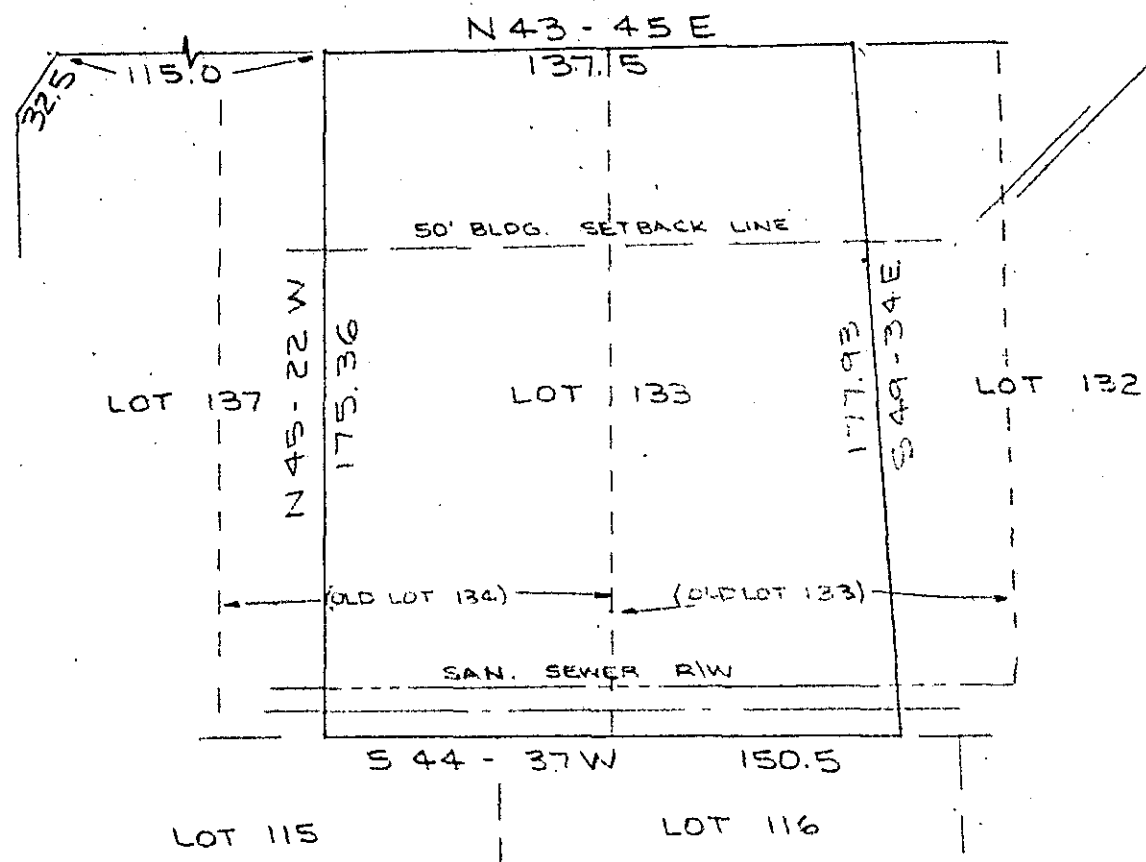 N 43 - 45 E
115.0
137.15
32.5
50' BLDG. SETBACK LINE
N 45 - 22 W
175.36
177.93
S 49 - 34 E
LOT 137
LOT 133
LOT 132
(OLD LOT 134)
(OLD LOT 133)
SAN. SEWER R/W
S 44 - 37 W
150.5
LOT 115
LOT 116